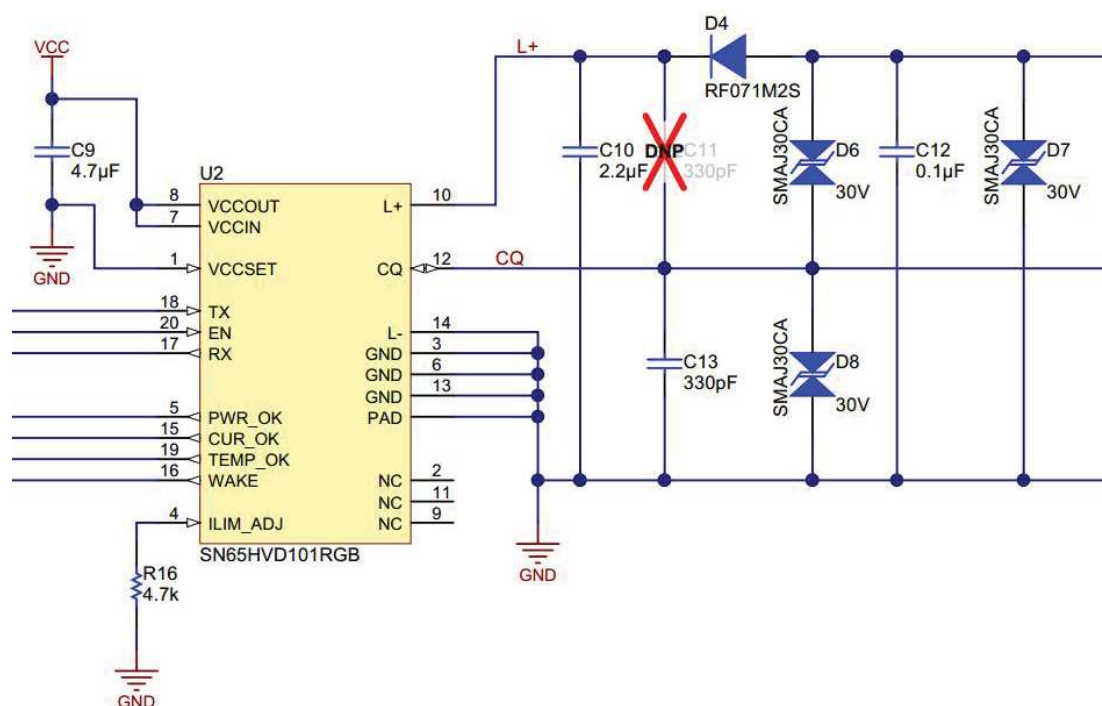 VCC
C9
4.7µF
GND
U2
8 VCCOUT
7 VCCIN
1 VCCSET
18 TX
20 EN
17 RX
5 PWR_OK
15 CUR_OK
19 TEMP_OK
16 WAKE
4 ILIM_ADJ
L+ 10
CQ 12
L- 14
GND 3
GND 6
GND 13
PAD
NC 2
NC 11
NC 9
SN65HVD101RGB
R16
4.7k
GND
L+
CQ
GND
D4
RF071M2S
C10
2.2µF
DNP
C11
330pF
SMAJ30CA
D6
30V
C12
0.1µF
SMAJ30CA
D7
30V
C13
330pF
SMAJ30CA
D8
30V